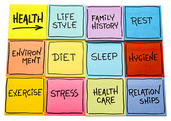 HEALTH
LIFE
STYLE
FAMILY
HISTORY
REST
ENVIRON
MENT
DIET
SLEEP
HYGIENE
EXERCISE
STRESS
HEALTH
CARE
RELATION
SHIPS